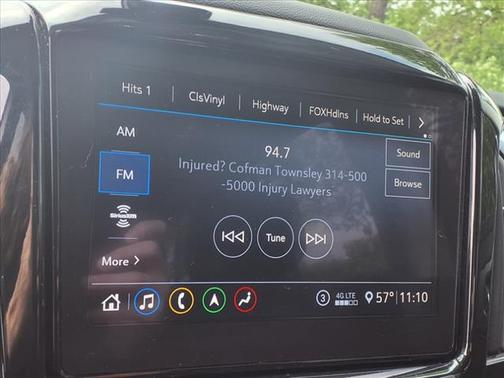 Hits 1 ClsVinyl Highway FOXHdlns Hold to Set
AM
94.7
Sound
Injured? Cofman Townsley 314-500
-5000 Injury Lawyers
FM
Browse
SiriusXM
Tune
More
3 4G LTE 57° 11:10